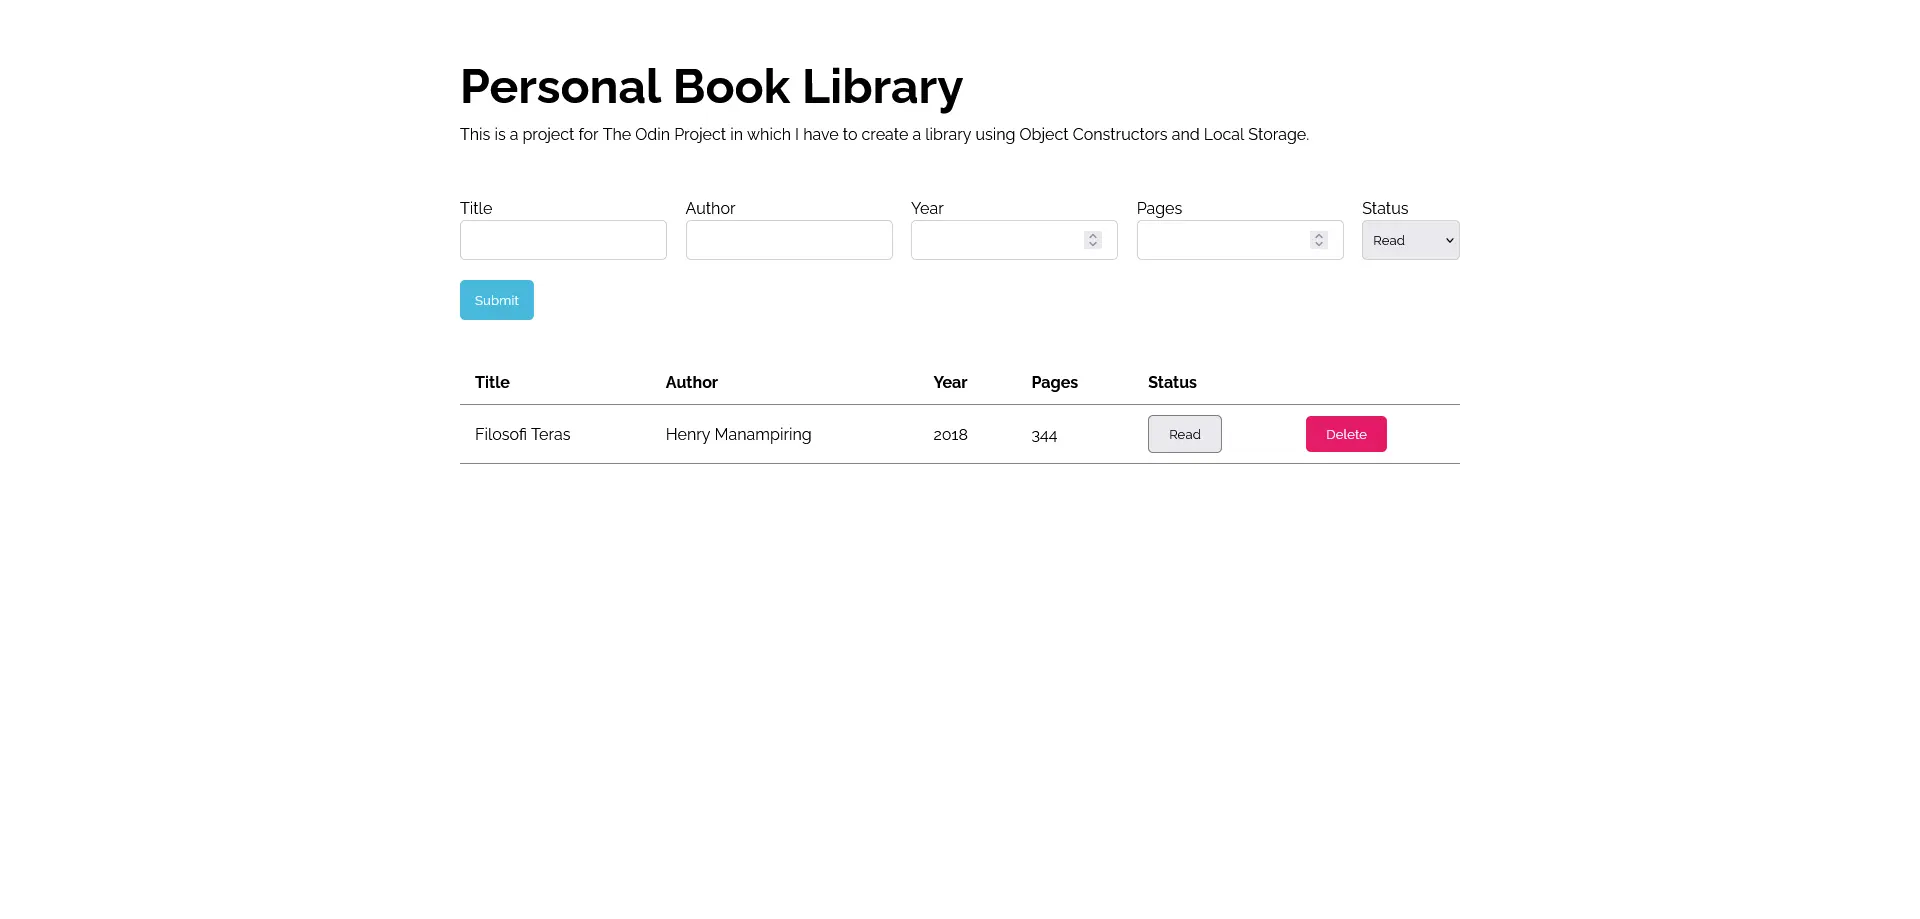 Personal Book Library
This is a project for The Odin Project in which I have to create a library using Object Constructors and Local Storage.
Title Author Year Pages Status
Read
Submit
Title Author Year Pages Status
Filosofi Teras Henry Manampiring 2018 344 Read Delete